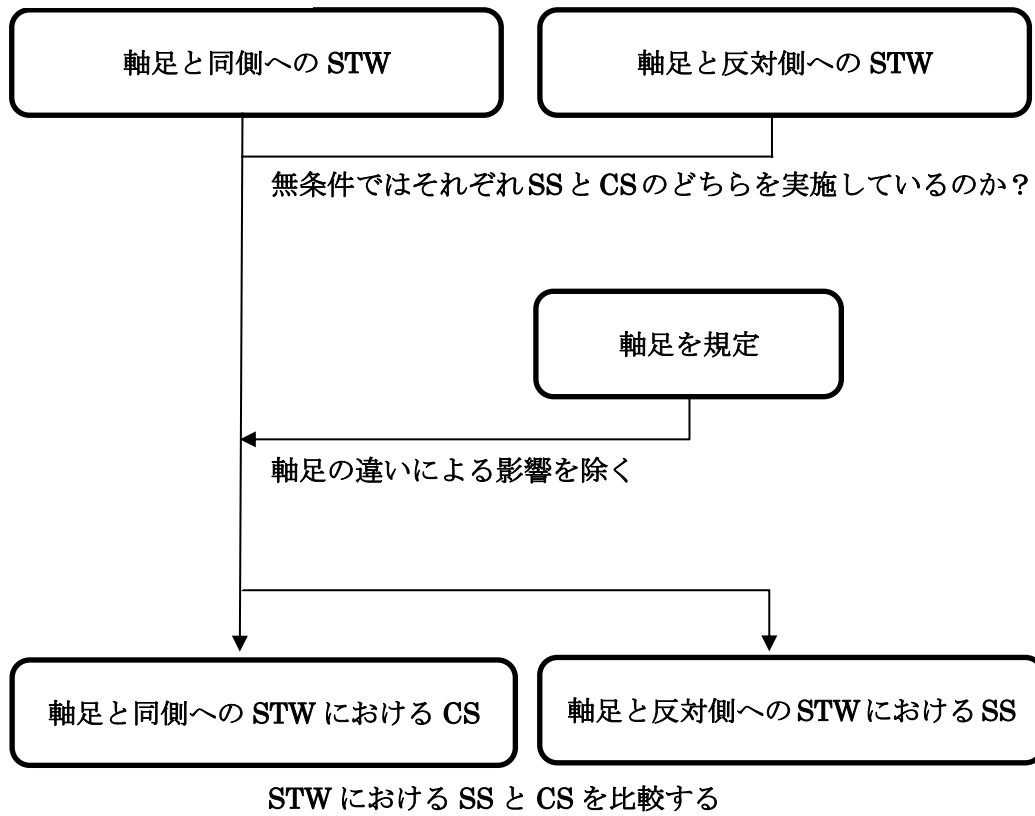 軸足と同側への STW
軸足と反対側への STW
無条件ではそれぞれSSとCSのどちらを実施しているのか？
軸足を規定
軸足の違いによる影響を除く
軸足と同側への STW における CS
軸足と反対側へのSTWにおけるSS
STW における SS と CS を比較する